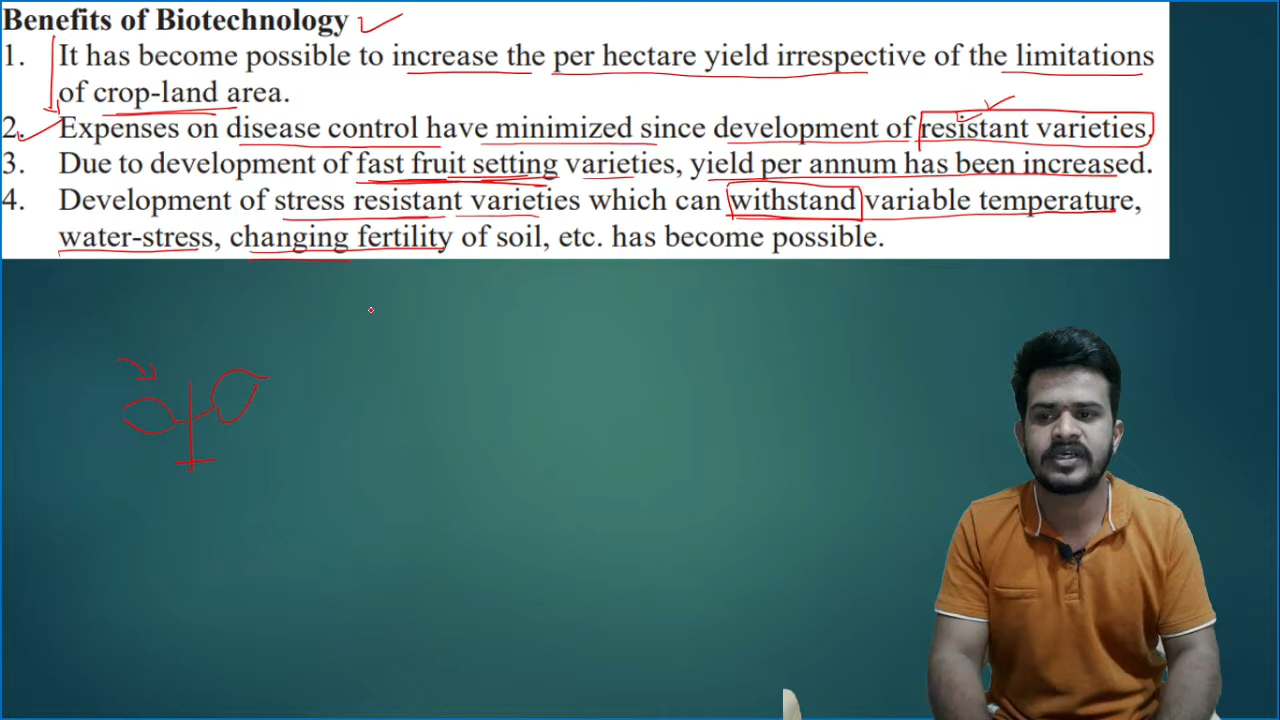 Benefits of Biotechnology
1. It has become possible to increase the per hectare yield irrespective of the limitations
of crop-land area.
2. Expenses on disease control have minimized since development of resistant varieties.
3. Due to development of fast fruit setting varieties, yield per annum has been increased.
4. Development of stress resistant varieties which can withstand variable temperature,
water-stress, changing fertility of soil, etc. has become possible.